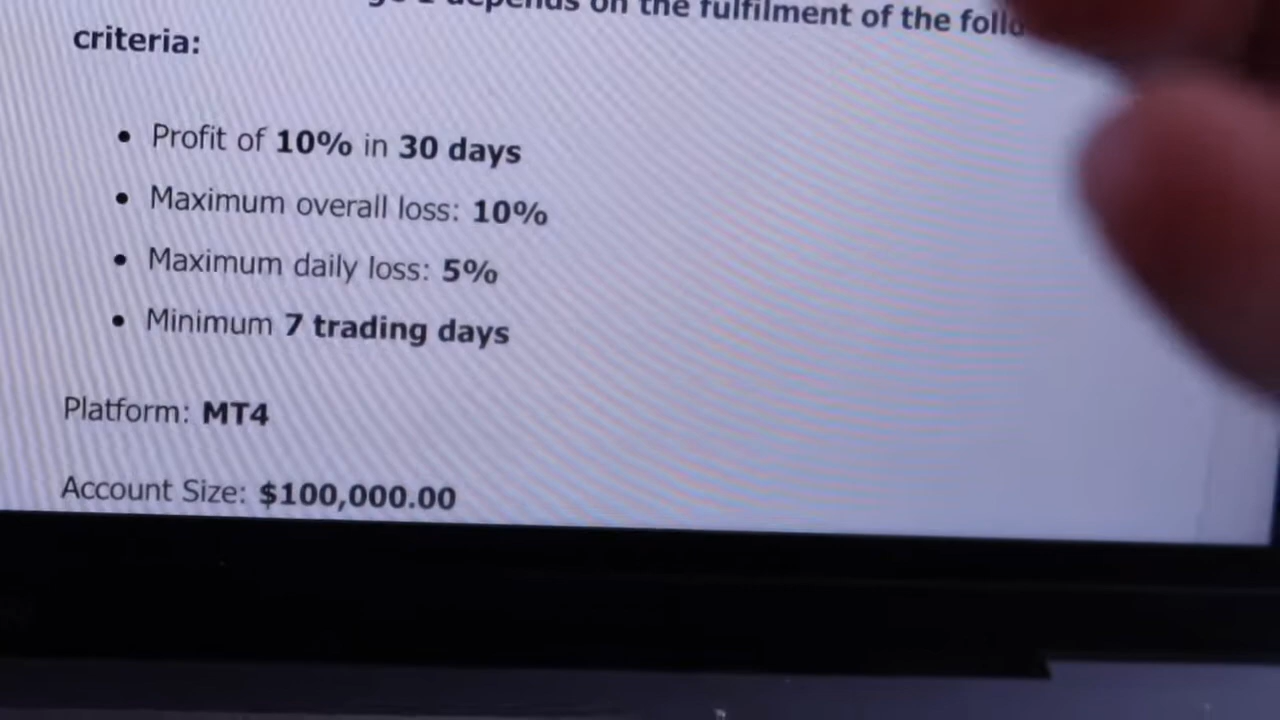 depends on the fulfilment of the
criteria:
• Profit of 10% in 30 days
• Maximum overall loss: 10%
• Maximum daily loss: 5%
• Minimum 7 trading days
Platform: MT4
Account Size: $100,000.00